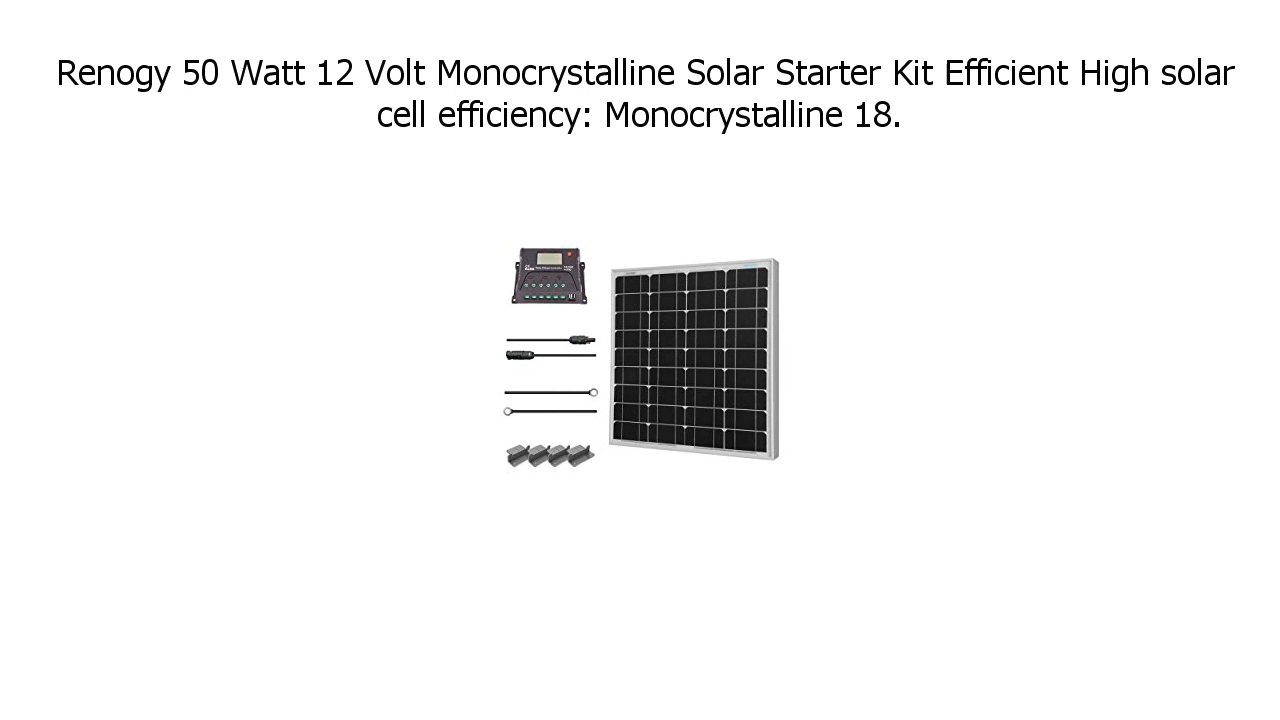 Renogy 50 Watt 12 Volt Monocrystalline Solar Starter Kit Efficient High solar
cell efficiency: Monocrystalline 18.